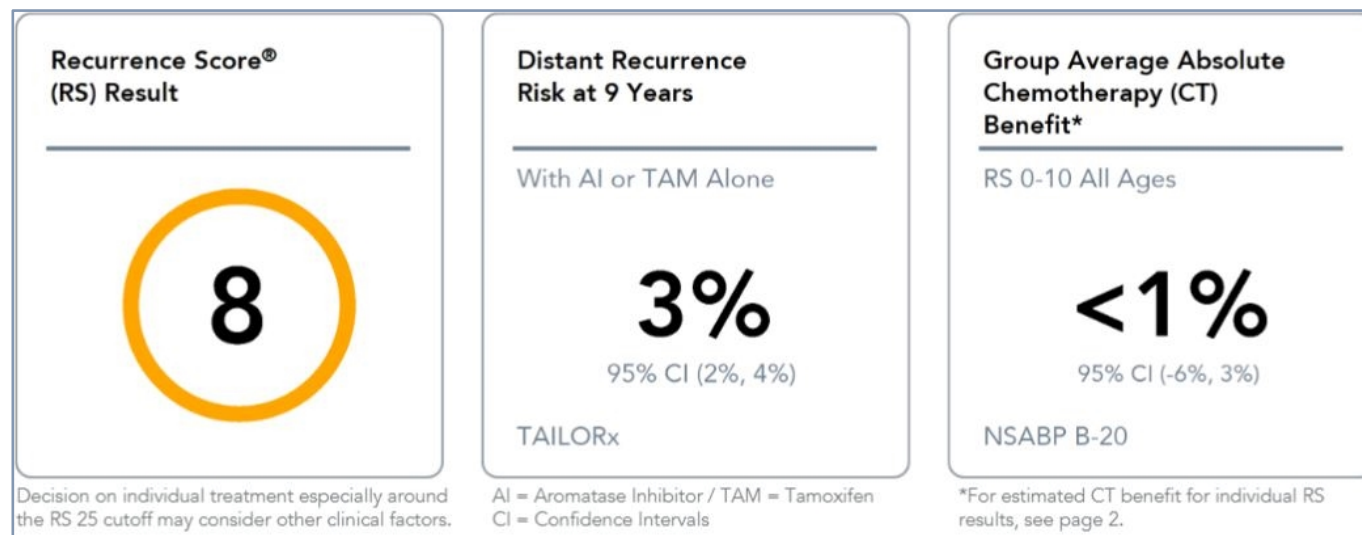 Recurrence Score®
(RS) Result
8
Decision on individual treatment especially around
the RS 25 cutoff may consider other clinical factors.
Distant Recurrence
Risk at 9 Years
With AI or TAM Alone
3%
95% CI (2%, 4%)
TAILORx
AI = Aromatase Inhibitor / TAM = Tamoxifen
CI = Confidence Intervals
Group Average Absolute
Chemotherapy (CT)
Benefit*
RS 0-10 All Ages
<1%
95% CI (-6%, 3%)
NSABP B-20
*For estimated CT benefit for individual RS
results, see page 2.